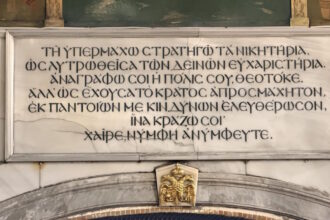 ΤΗ ΥΠΕΡΜΑΧΩ ΣΤΡΑΤΗΓΩ ΤΑ ΝΙΚΗΤΗΡΙΑ,
ΩΣ ΛΥΤΡΩΘΕΙΣΑ ΤΩΝ ΔΕΙΝΩΝ ΕΥΧΑΡΙΣΤΗΡΙΑ.
ΑΝΑΓΡΑΦΩ ΣΟΙ Η ΠΟΛΙΣ ΣΟΥ, ΘΕΟΤΟΚΕ.
ΑΛΛ ΩΣ ΕΧΟΥΣΑ ΤΟ ΚΡΑΤΟΣ ΑΠΡΟΣΜΑΧΗΤΟΝ,
ΕΚ ΠΑΝΤΟΙΩΝ ΜΕ ΚΙΝΔΥΝΩΝ ΕΛΕΥΘΕΡΩΣΟΝ,
ΙΝΑ ΚΡΑΖΩ ΣΟΙ·
ΧΑΙΡΕ, ΝΥΜΦΗ ΑΝΥΜΦΕΥΤΕ.